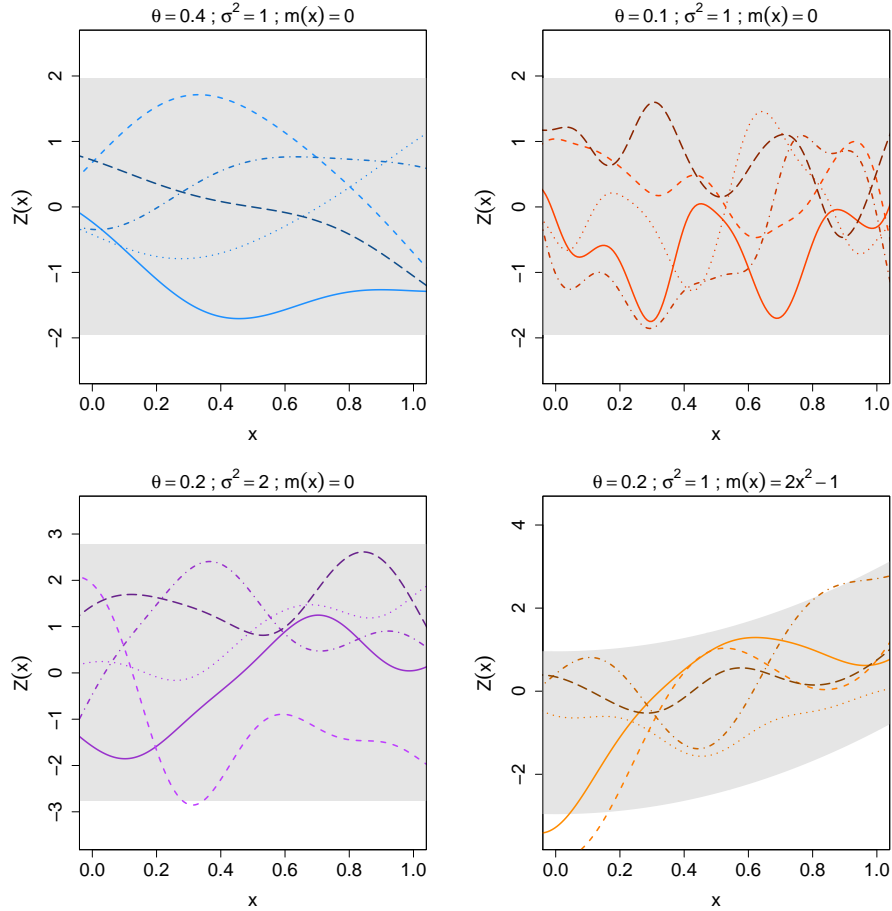 θ = 0.4 ; σ² = 1 ; m(x) = 0
2
1
0
−1
−2
Z(x)
0.0 0.2 0.4 0.6 0.8 1.0
x
θ = 0.1 ; σ² = 1 ; m(x) = 0
2
1
0
−1
−2
Z(x)
0.0 0.2 0.4 0.6 0.8 1.0
x
θ = 0.2 ; σ² = 2 ; m(x) = 0
3
2
1
0
−1
−2
−3
Z(x)
0.0 0.2 0.4 0.6 0.8 1.0
x
θ = 0.2 ; σ² = 1 ; m(x) = 2x² − 1
4
2
0
−2
Z(x)
0.0 0.2 0.4 0.6 0.8 1.0
x